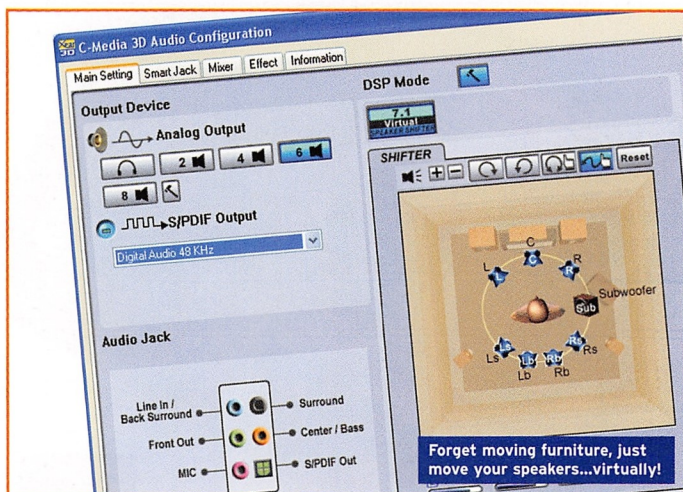 Xear 3D
C-Media 3D Audio Configuration
Main Setting
Smart Jack
Mixer
Effect
Information
Output Device
Analog Output
2
4
6
8
S/PDIF Output
Digital Audio 48 KHz
Audio Jack
Line In /
Back Surround
Surround
Front Out
Center / Bass
MIC
S/PDIF Out
DSP Mode
7.1
Virtual
SPEAKER SHIFTER
SHIFTER
Reset
C
C
L
L
R
R
Subwoofer
Sub
Ls
Ls
Lb
Lb
Rb
Rb
Rs
Rs
Forget moving furniture, just
move your speakers...virtually!